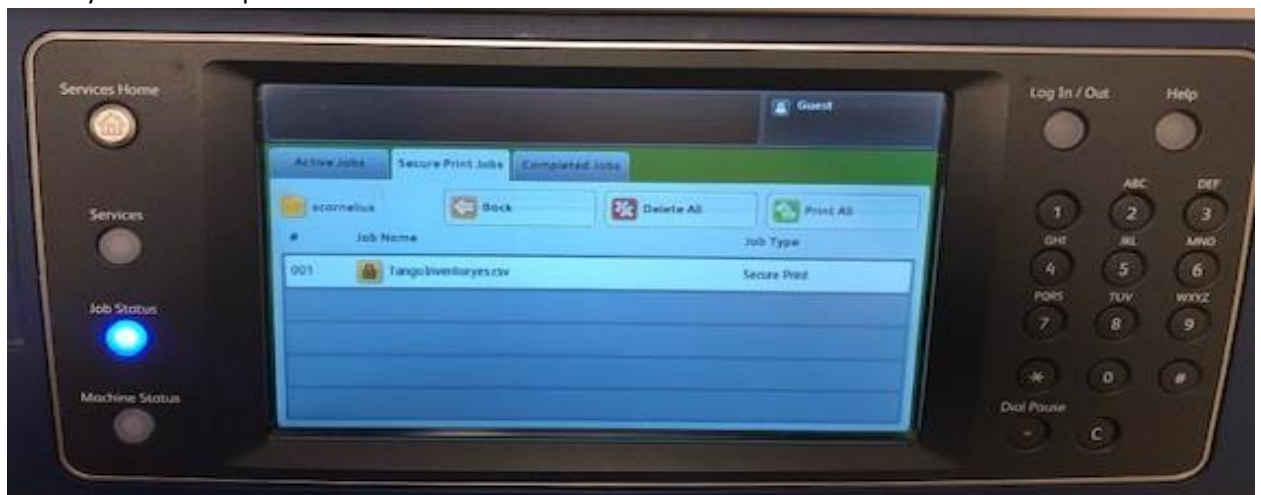 Services Home
Log In / Out
Help
Guest
Active Jobs
Secure Print Jobs
Completed Jobs
Services
acornelius
Back
Delete All
Print All
#
Job Name
Job Type
001
TangoInventoryes.csv
Secure Print
Job Status
Machine Status
1
ABC
2
DEF
3
GHI
4
JKL
5
MNO
6
PQRS
7
TUV
8
WXYZ
9
*
0
#
Dial Pause
-
C